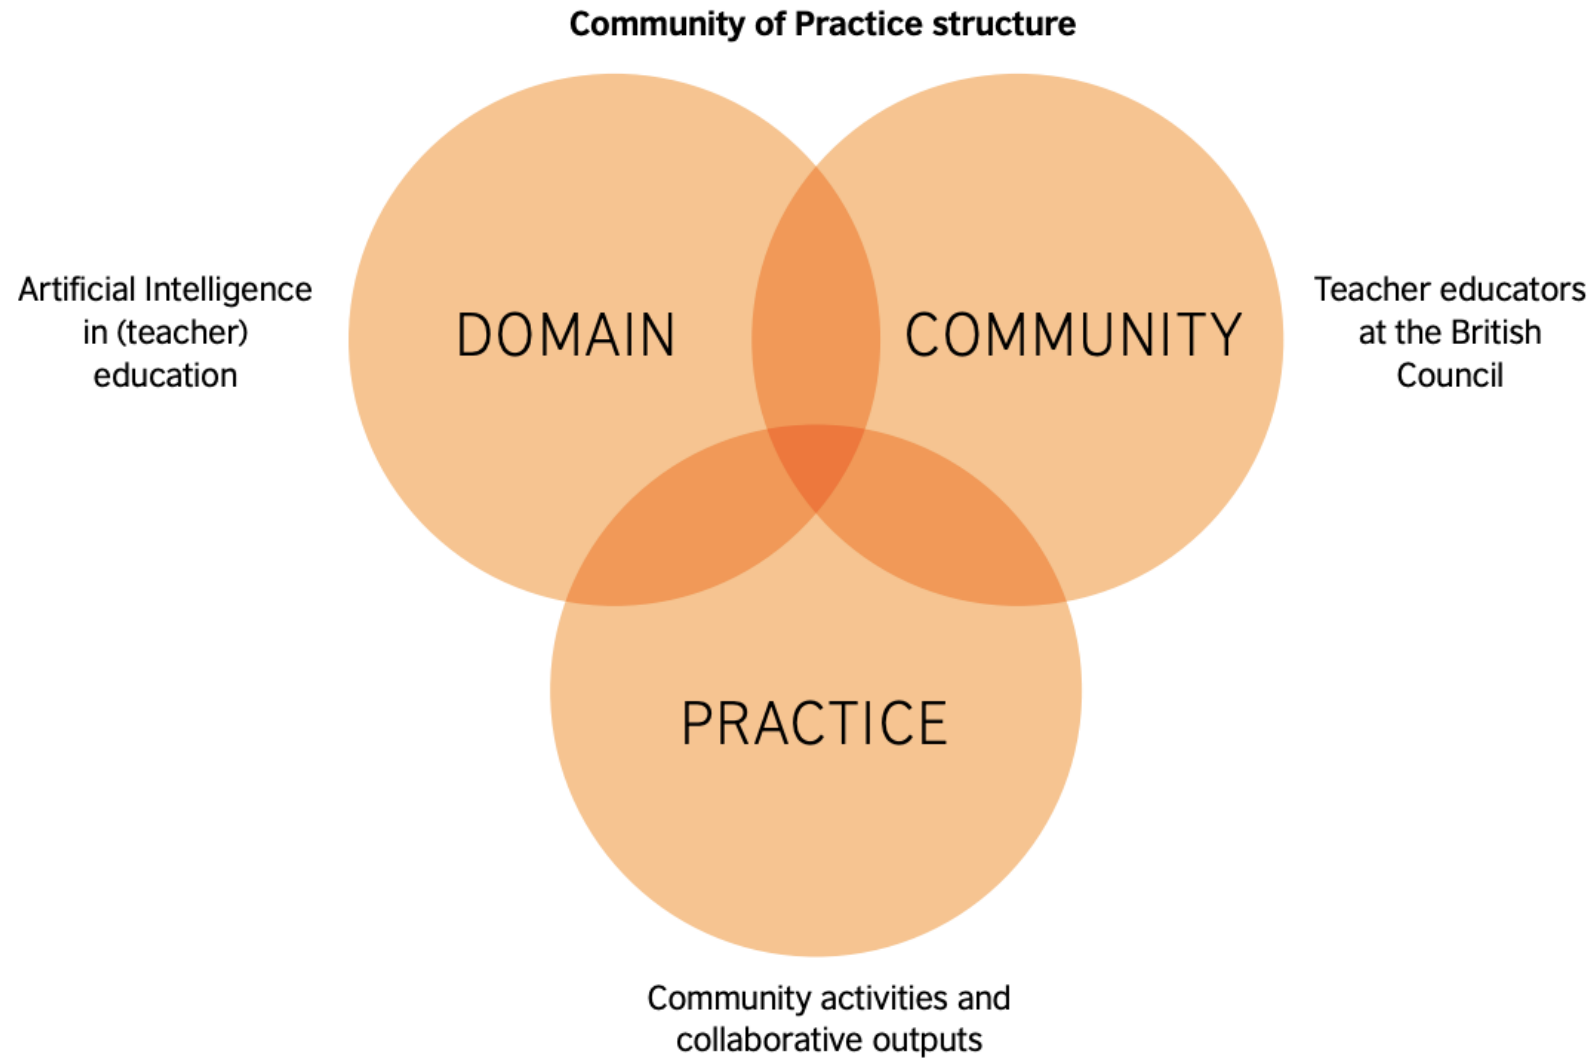 Community of Practice structure
Artificial Intelligence
in (teacher)
education
DOMAIN
COMMUNITY
Teacher educators
at the British
Council
PRACTICE
Community activities and
collaborative outputs